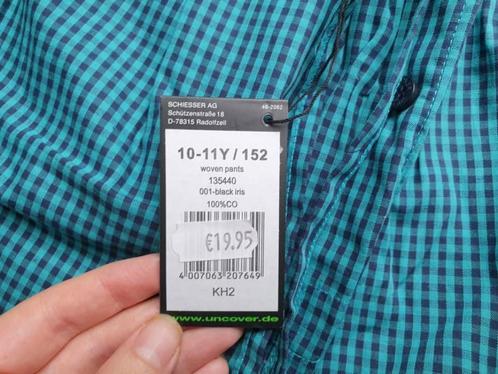 SCHIESSER AG 48-2062
Schützenstraße 18
D-78315 Radolfzell
10-11Y / 152
woven pants
135440
001-black iris
100%CO
€19.95
4 007063 207649
KH2
www.uncover.de